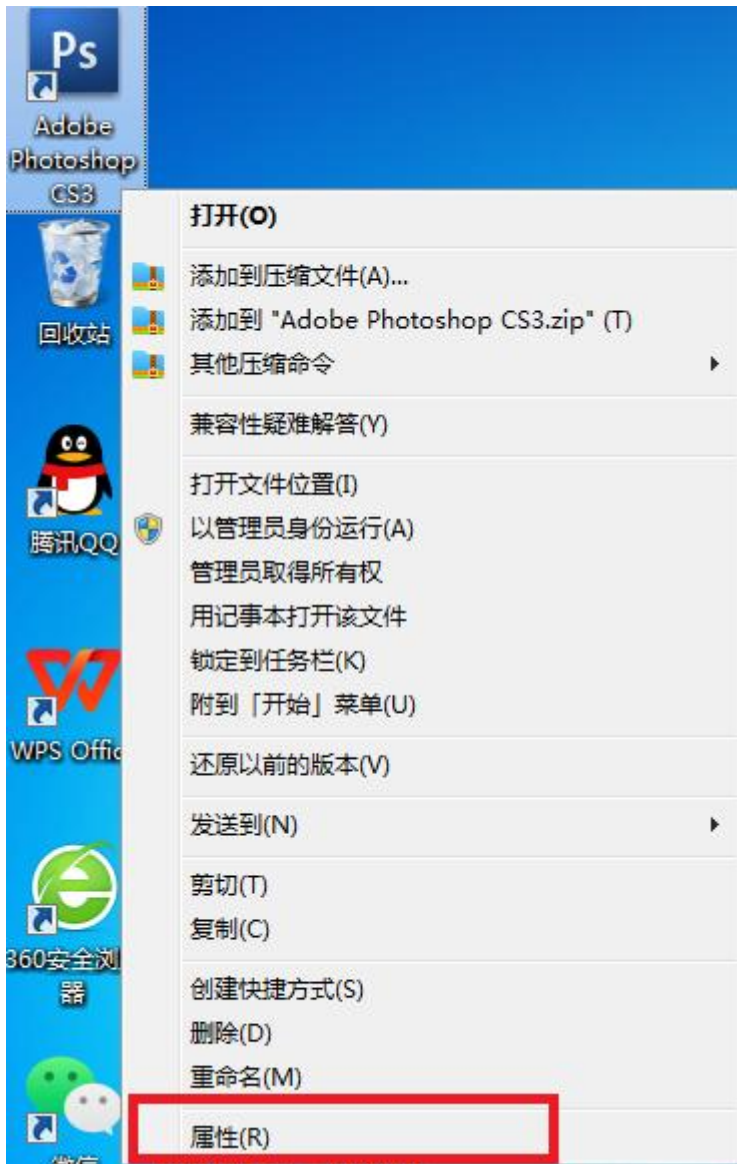 Ps
Adobe
Photoshop
CS3
回收站
腾讯QQ
WPS Offic
360安全浏
器
微信
打开(O)
添加到压缩文件(A)...
添加到 "Adobe Photoshop CS3.zip" (T)
其他压缩命令
兼容性疑难解答(Y)
打开文件位置(I)
以管理员身份运行(A)
管理员取得所有权
用记事本打开该文件
锁定到任务栏(K)
附到「开始」菜单(U)
还原以前的版本(V)
发送到(N)
剪切(T)
复制(C)
创建快捷方式(S)
删除(D)
重命名(M)
属性(R)